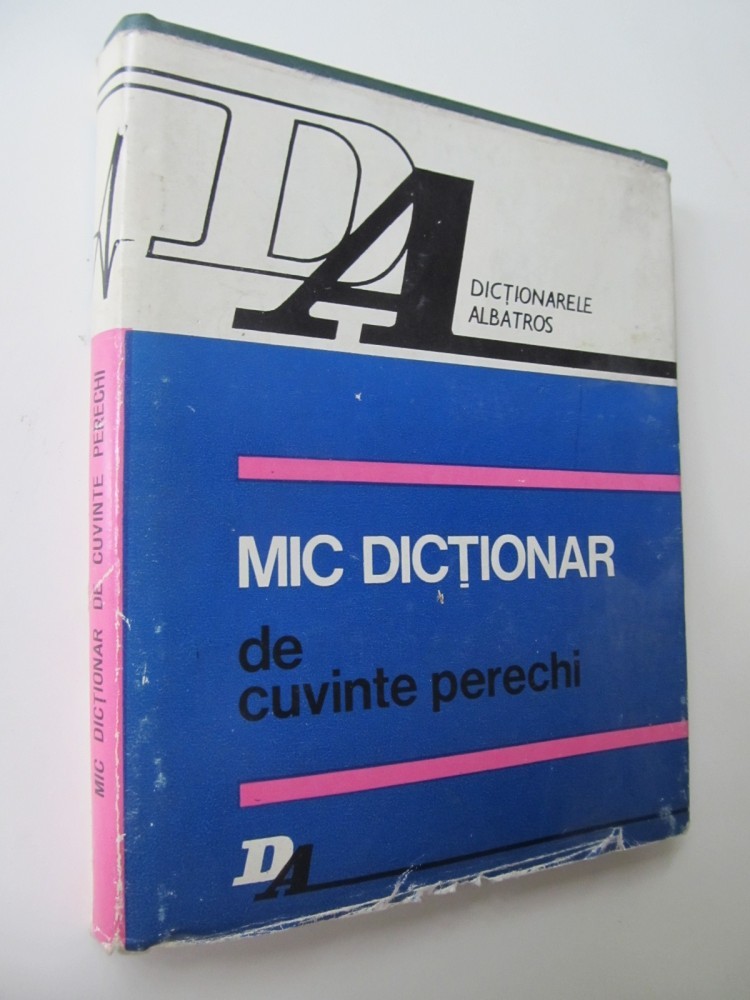 DA
DICȚIONARELE
ALBATROS
MIC DICȚIONAR
de
cuvinte perechi
DA
MIC DICȚIONAR DE CUVINTE PERECHI